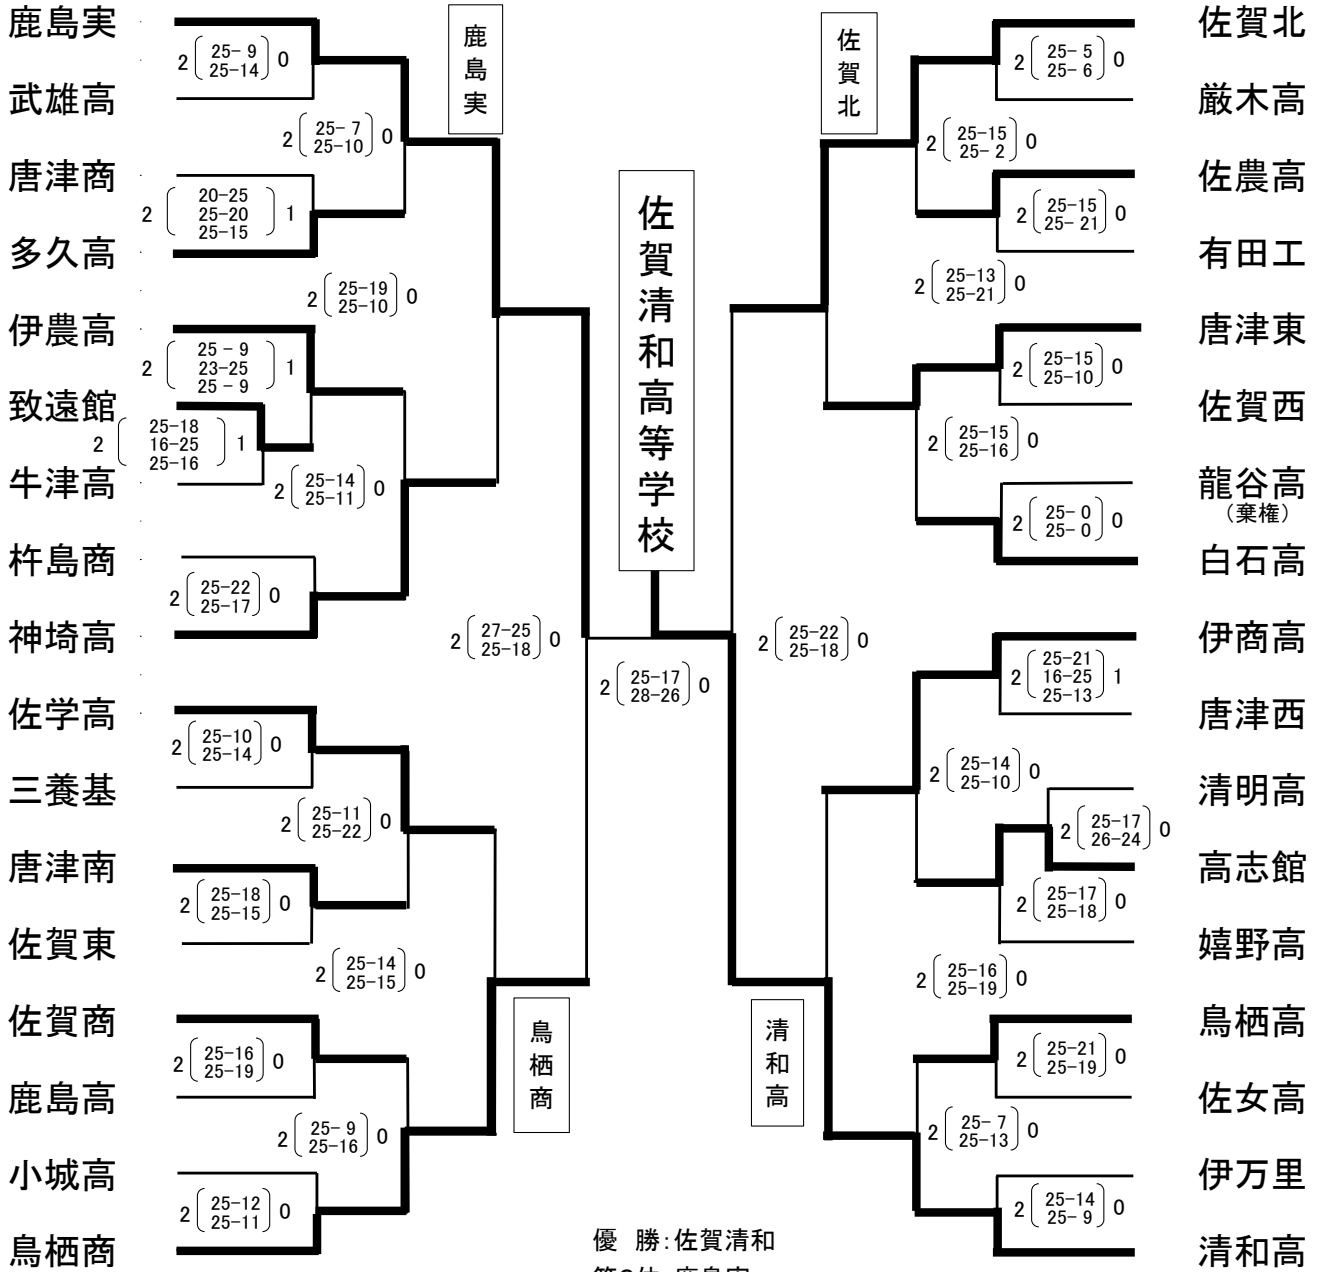 鹿島実
武雄高
唐津商
多久高
伊農高
致遠館
牛津高
杵島商
神埼高
佐学高
三養基
唐津南
佐賀東
佐賀商
鹿島高
小城高
鳥栖商
2 25- 9 0
25-14
2 20-25 1
25-20
25-15
2 25 - 9 1
23-25
25 - 9
2 25-18 1
16-25
25-16
2 25-22 0
25-17
2 25-10 0
25-14
2 25-18 0
25-15
2 25-16 0
25-19
2 25-12 0
25-11
2 25- 7 0
25-10
2 25-14 0
25-11
2 25-11 0
25-22
2 25- 9 0
25-16
2 25-19 0
25-10
2 25-14 0
25-15
鹿島実
鳥栖商
2 27-25 0
25-18
佐賀清和高等学校
2 25-17 0
28-26
2 25-22 0
25-18
佐賀北
清和高
2 25-13 0
25-21
2 25-16 0
25-19
2 25-15 0
25- 2
2 25-15 0
25-16
2 25-14 0
25-10
2 25- 7 0
25-13
2 25- 5 0
25- 6
2 25-15 0
25- 21
2 25-15 0
25-10
2 25- 0 0
25- 0
2 25-21 1
16-25
25-13
2 25-17 0
26-24
2 25-17 0
25-18
2 25-21 0
25-19
2 25-14 0
25- 9
佐賀北
厳木高
佐農高
有田工
唐津東
佐賀西
龍谷高
（棄権）
白石高
伊商高
唐津西
清明高
高志館
嬉野高
鳥栖高
佐女高
伊万里
清和高
優 勝:佐賀清和